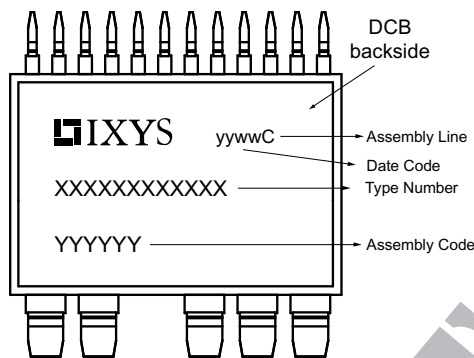 DCB
backside
IXYS yywwC Assembly Line
Date Code
XXXXXXXXXXXX Type Number
YYYYYY Assembly Code